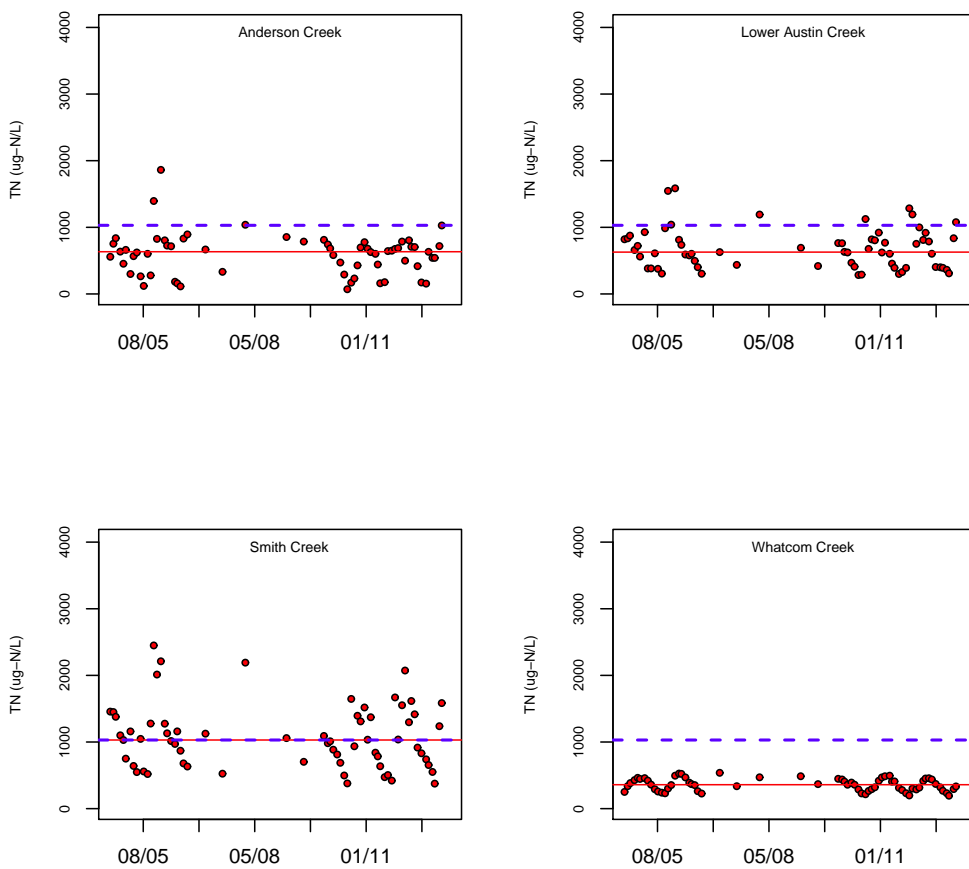 Anderson Creek
TN (ug−N/L)
4000
3000
2000
1000
0
08/05 05/08 01/11
Lower Austin Creek
TN (ug−N/L)
4000
3000
2000
1000
0
08/05 05/08 01/11
Smith Creek
TN (ug−N/L)
4000
3000
2000
1000
0
08/05 05/08 01/11
Whatcom Creek
TN (ug−N/L)
4000
3000
2000
1000
0
08/05 05/08 01/11